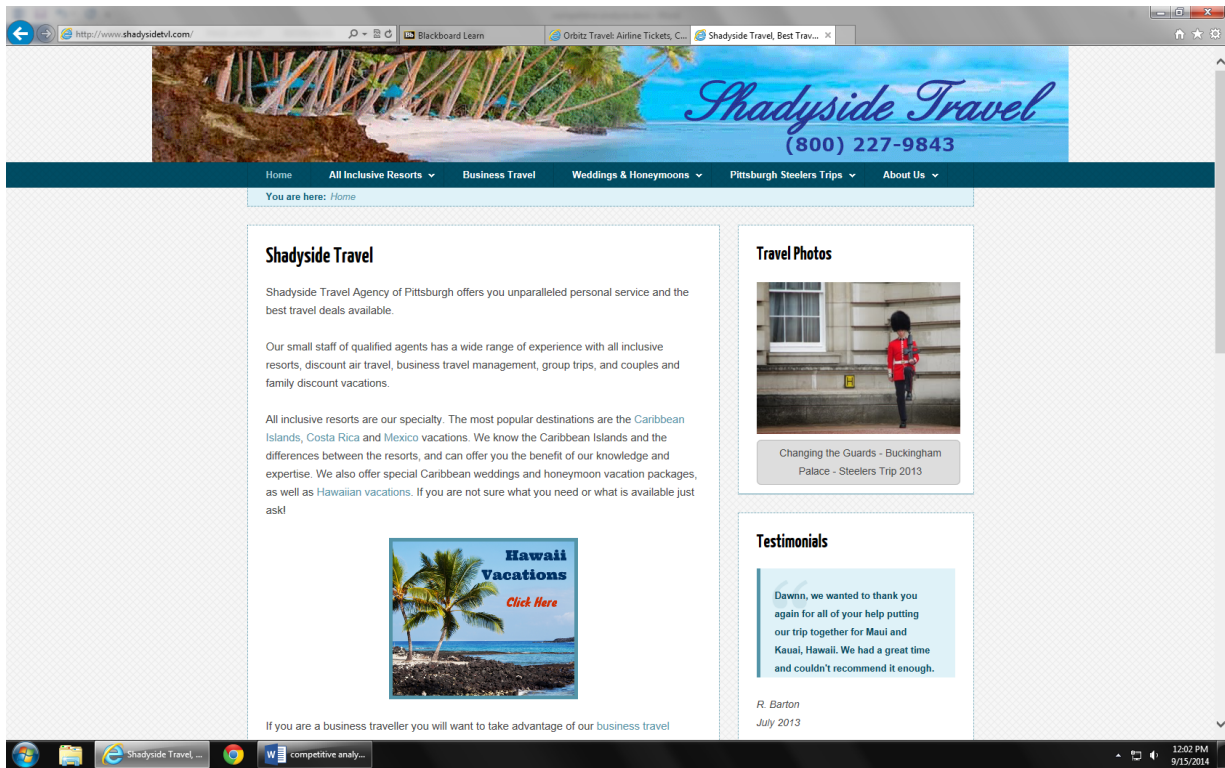 http://www.shadysidetvl.com/
Blackboard Learn
Orbitz Travel: Airline Tickets, C...
Shadyside Travel, Best Trav...
Shadyside Travel
(800) 227-9843
Home All Inclusive Resorts Business Travel Weddings & Honeymoons Pittsburgh Steelers Trips About Us
You are here: Home
Shadyside Travel
Shadyside Travel Agency of Pittsburgh offers you unparalleled personal service and the
best travel deals available.
Our small staff of qualified agents has a wide range of experience with all inclusive
resorts, discount air travel, business travel management, group trips, and couples and
family discount vacations.
All inclusive resorts are our specialty. The most popular destinations are the Caribbean
Islands, Costa Rica and Mexico vacations. We know the Caribbean Islands and the
differences between the resorts, and can offer you the benefit of our knowledge and
expertise. We also offer special Caribbean weddings and honeymoon vacation packages,
as well as Hawaiian vacations. If you are not sure what you need or what is available just
ask!
Hawaii
Vacations
Click Here
If you are a business traveller you will want to take advantage of our business travel
Travel Photos
Changing the Guards - Buckingham
Palace - Steelers Trip 2013
Testimonials
Dawnn, we wanted to thank you
again for all of your help putting
our trip together for Maui and
Kauai, Hawaii. We had a great time
and couldn't recommend it enough.
R. Barton
July 2013
Shadyside Travel, ...
competitive analy...
12:02 PM
9/15/2014